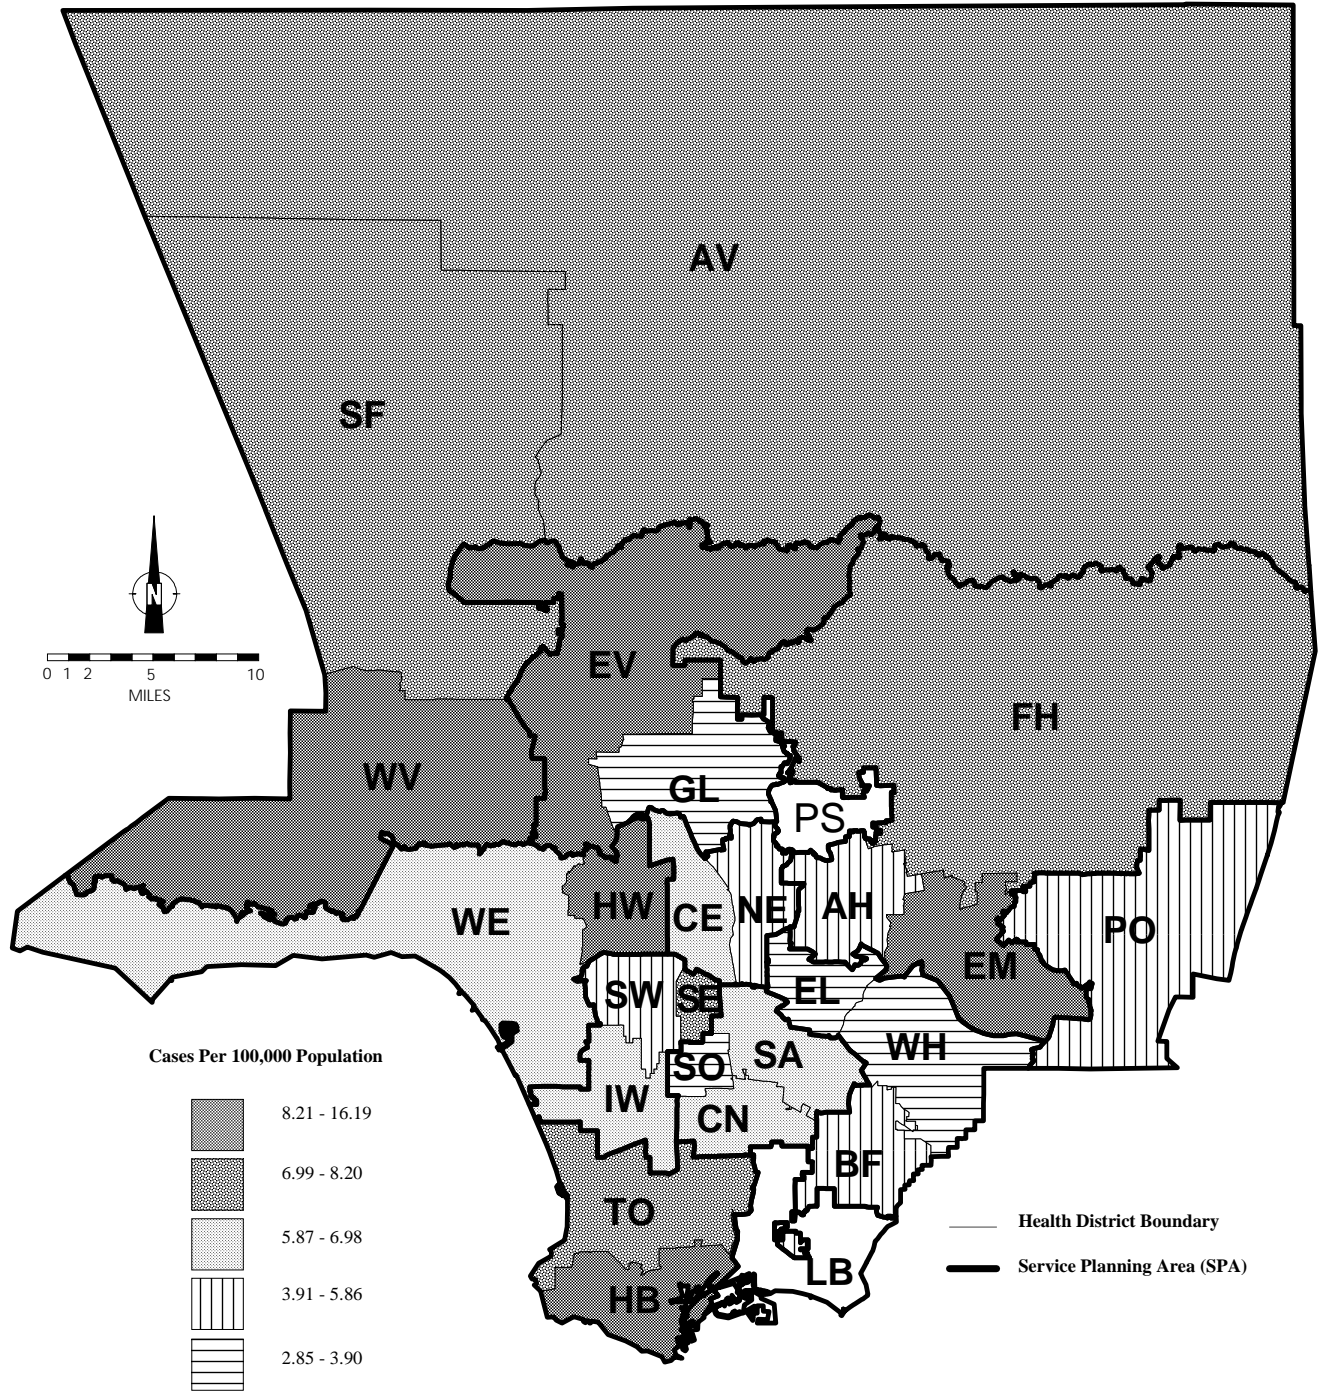 AV
SF
N
0 1 2 5 10
MILES
EV
FH
WV
GL
PS
HW
WE
CE
NE
AH
PO
EM
SW
SE
EL
SA
WH
SO
IW
CN
BF
TO
LB
HB
Cases Per 100,000 Population
8.21 - 16.19
6.99 - 8.20
5.87 - 6.98
3.91 - 5.86
2.85 - 3.90
Health District Boundary
Service Planning Area (SPA)